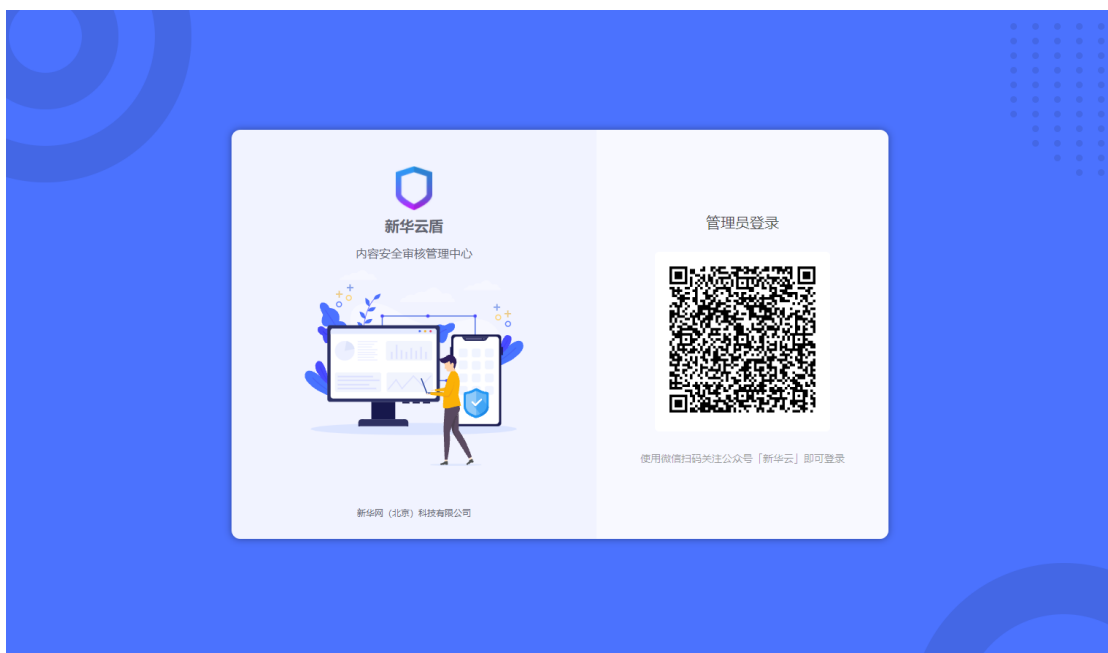 新华云盾
内容安全审核管理中心
新华网（北京）科技有限公司
管理员登录
使用微信扫码关注公众号「新华云」即可登录